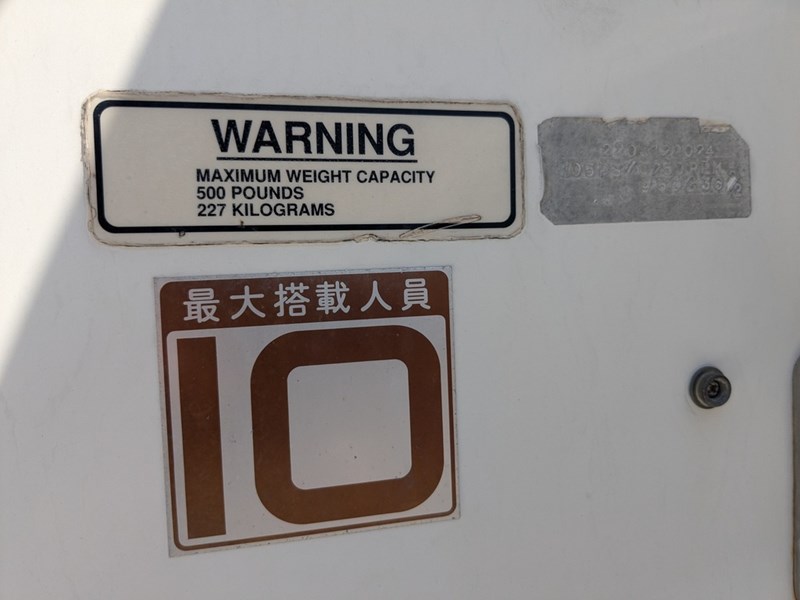 WARNING
MAXIMUM WEIGHT CAPACITY
500 POUNDS
227 KILOGRAMS
最大搭載人員
10